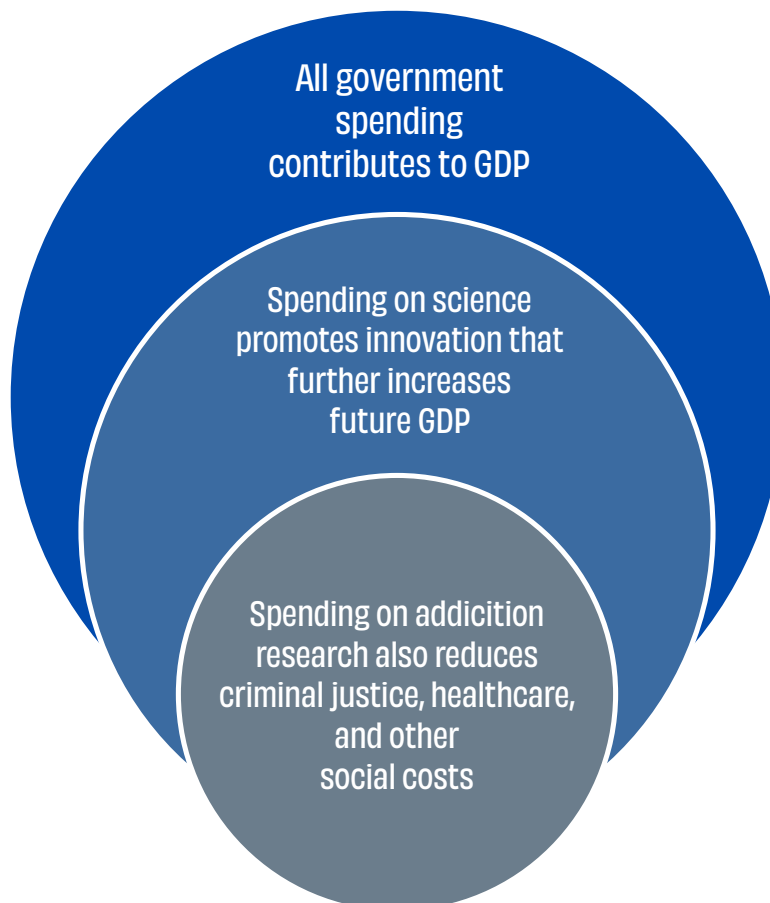 All government
spending
contributes to GDP
Spending on science
promotes innovation that
further increases
future GDP
Spending on addicition
research also reduces
criminal justice, healthcare,
and other
social costs